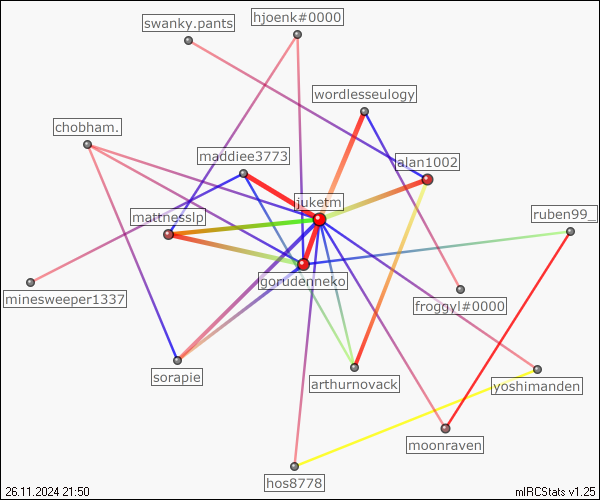 hjoenk#0000
swanky.pants
wordlesseulogy
chobham.
maddiee3773
alan1002
juketm
ruben99_
mattnesslp
gorudenneko
minesweeper1337
froggyl#0000
sorapie
arthurnovack
yoshimanden
moonraven
hos8778
26.11.2024 21:50
mIRCStats v1.25